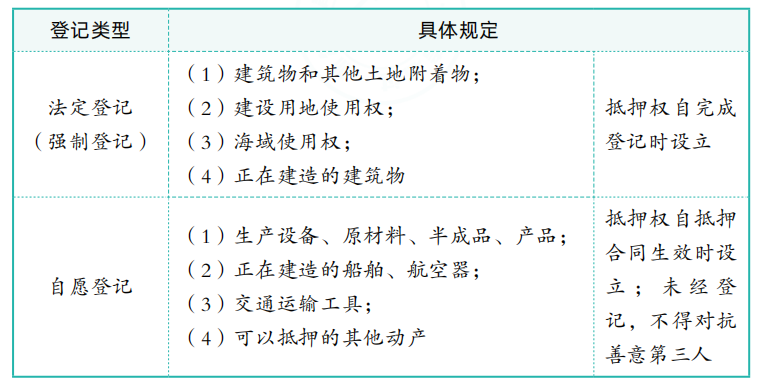 登记类型
具体规定
法定登记
（强制登记）
（1）建筑物和其他土地附着物；
（2）建设用地使用权；
（3）海域使用权；
（4）正在建造的建筑物
抵押权自完成
登记时设立
自愿登记
（1）生产设备、原材料、半成品、产品；
（2）正在建造的船舶、航空器；
（3）交通运输工具；
（4）可以抵押的其他动产
抵押权自抵押
合同生效时设
立；未经登
记，不得对抗
善意第三人